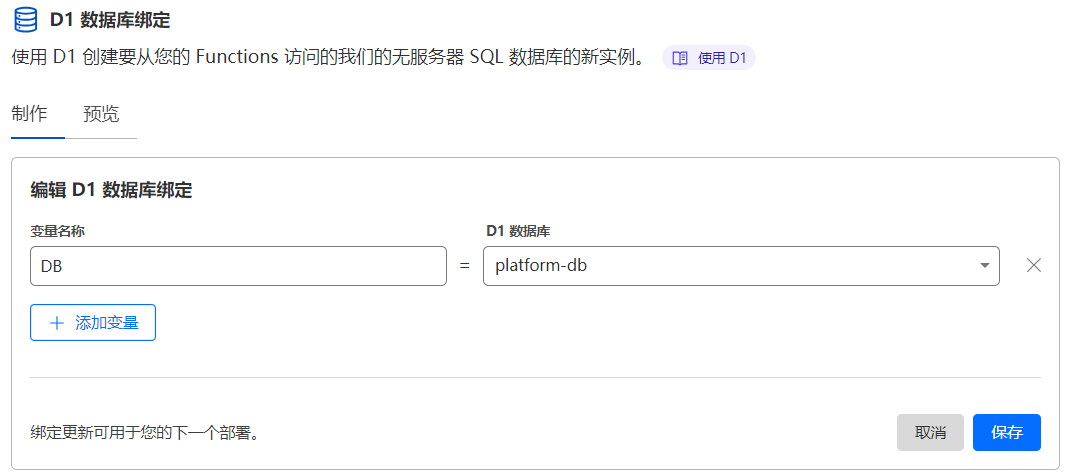 D1 数据库绑定
使用 D1 创建要从您的 Functions 访问的我们的无服务器 SQL 数据库的新实例。 使用 D1
制作 预览
编辑 D1 数据库绑定
变量名称 D1 数据库
DB = platform-db
添加变量
绑定更新可用于您的下一个部署。 取消 保存